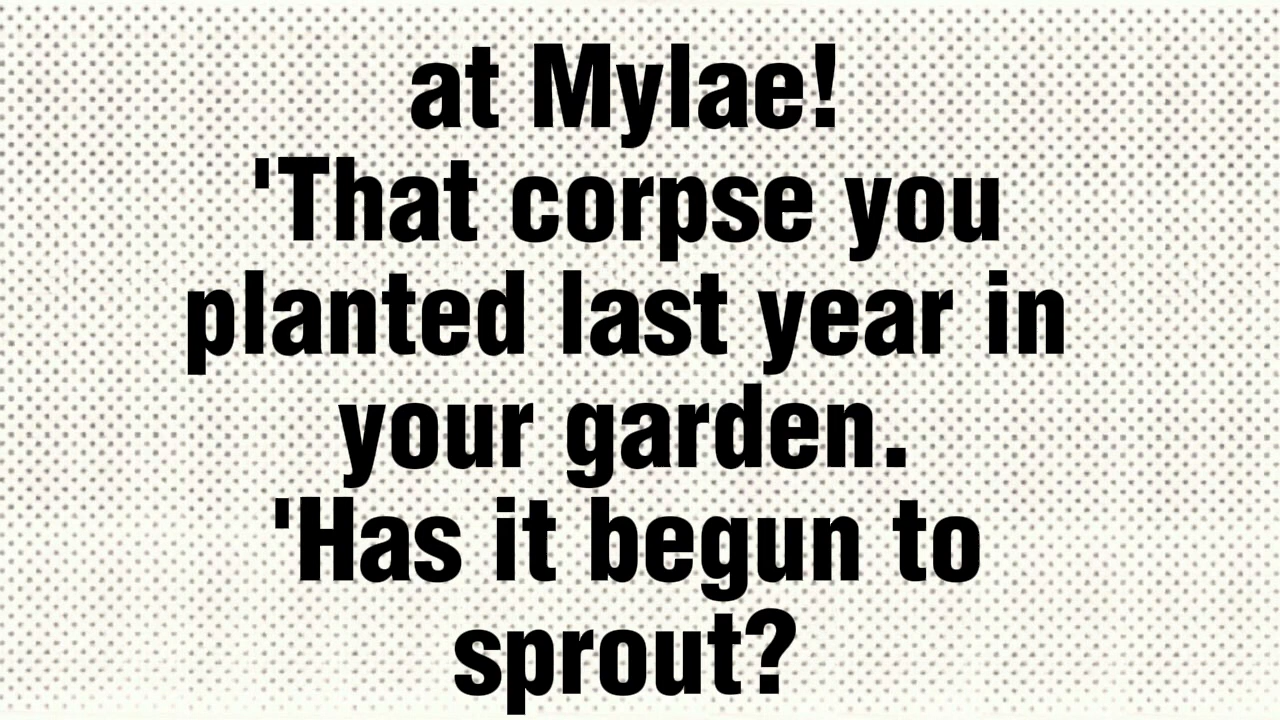 at Mylae!
'That corpse you
planted last year in
your garden.
'Has it begun to
sprout?